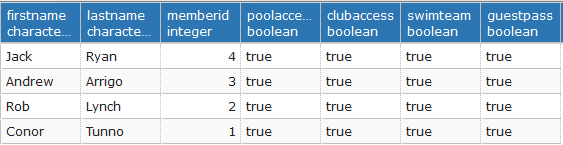 firstname lastname memberid poolacce... clubaccess swimteam guestpass
characte... characte... integer boolean boolean boolean boolean
Jack Ryan 4 true true true true
Andrew Arrigo 3 true true true true
Rob Lynch 2 true true true true
Conor Tunno 1 true true true true